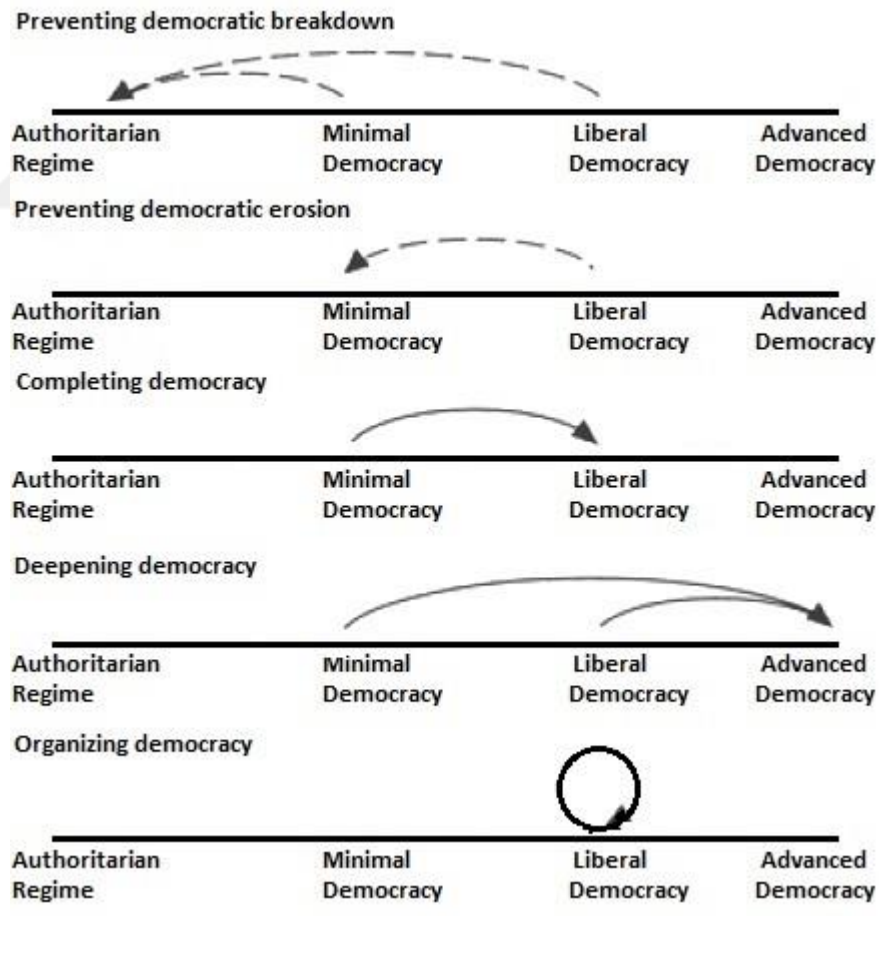 Preventing democratic breakdown
Authoritarian Minimal Liberal Advanced
Regime Democracy Democracy Democracy
Preventing democratic erosion
Authoritarian Minimal Liberal Advanced
Regime Democracy Democracy Democracy
Completing democracy
Authoritarian Minimal Liberal Advanced
Regime Democracy Democracy Democracy
Deepening democracy
Authoritarian Minimal Liberal Advanced
Regime Democracy Democracy Democracy
Organizing democracy
Authoritarian Minimal Liberal Advanced
Regime Democracy Democracy Democracy